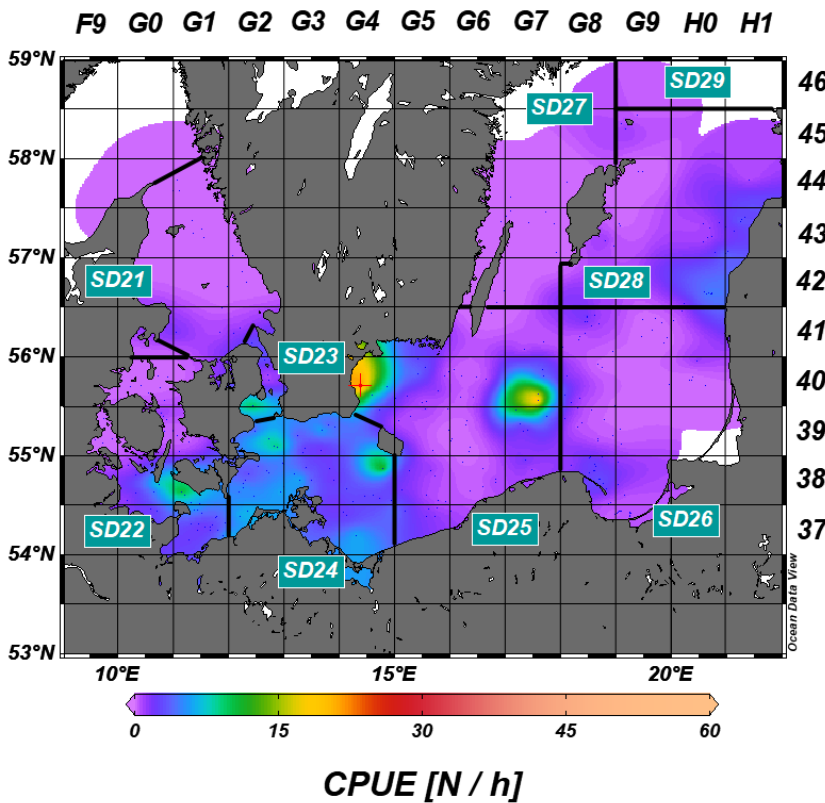 F9 G0 G1 G2 G3 G4 G5 G6 G7 G8 G9 H0 H1
59°N
SD29
46
SD27
45
58°N
44
57°N
43
SD21
SD28
42
41
56°N
SD23
40
39
55°N
38
SD22
SD25
SD26
37
54°N
SD24
Ocean Data View
53°N
10°E 15°E 20°E
0 15 30 45 60
CPUE [N / h]